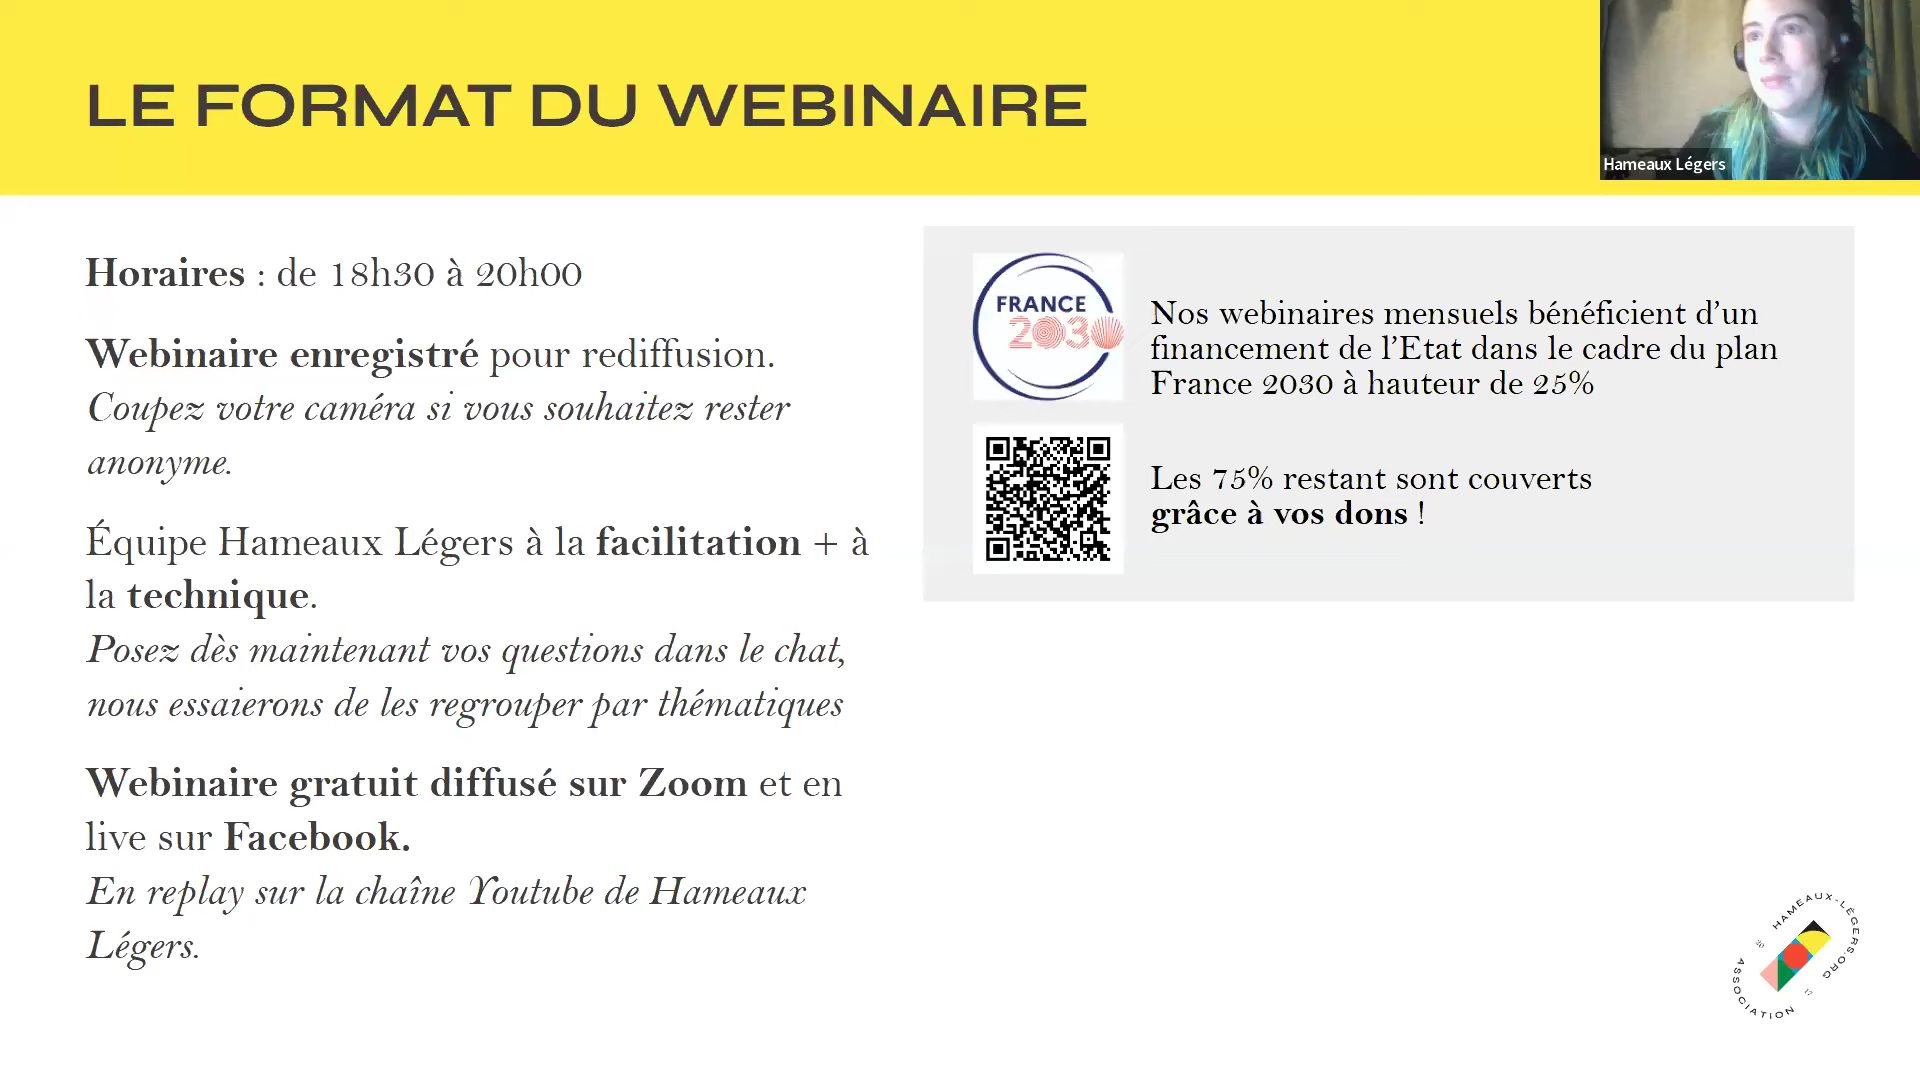 LE FORMAT DU WEBINAIRE
Hameaux Légers
Horaires : de 18h30 à 20h00
Webinaire enregistré pour rediffusion.
Coupez votre caméra si vous souhaitez rester
anonyme.
Équipe Hameaux Légers à la facilitation + à
la technique.
Posez dès maintenant vos questions dans le chat,
nous essaierons de les regrouper par thématiques
Webinaire gratuit diffusé sur Zoom et en
live sur Facebook.
En replay sur la chaîne Youtube de Hameaux
Légers.
FRANCE
2030
Nos webinaires mensuels bénéficient d’un
financement de l’Etat dans le cadre du plan
France 2030 à hauteur de 25%
Les 75% restant sont couverts
grâce à vos dons !
HAMEAUX-LÉGERS.ORG
ASSOCIATION